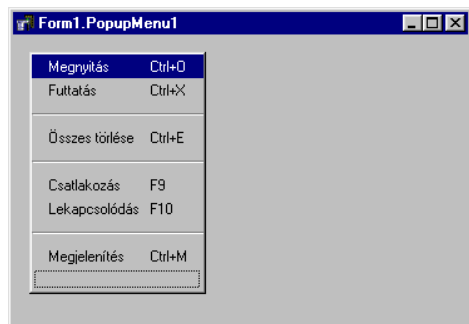 Form1.PopupMenu1
Megnyitás Ctrl+O
Futtatás Ctrl+X
Összes törlése Ctrl+E
Csatlakozás F9
Lekapcsolódás F10
Megjelenítés Ctrl+M